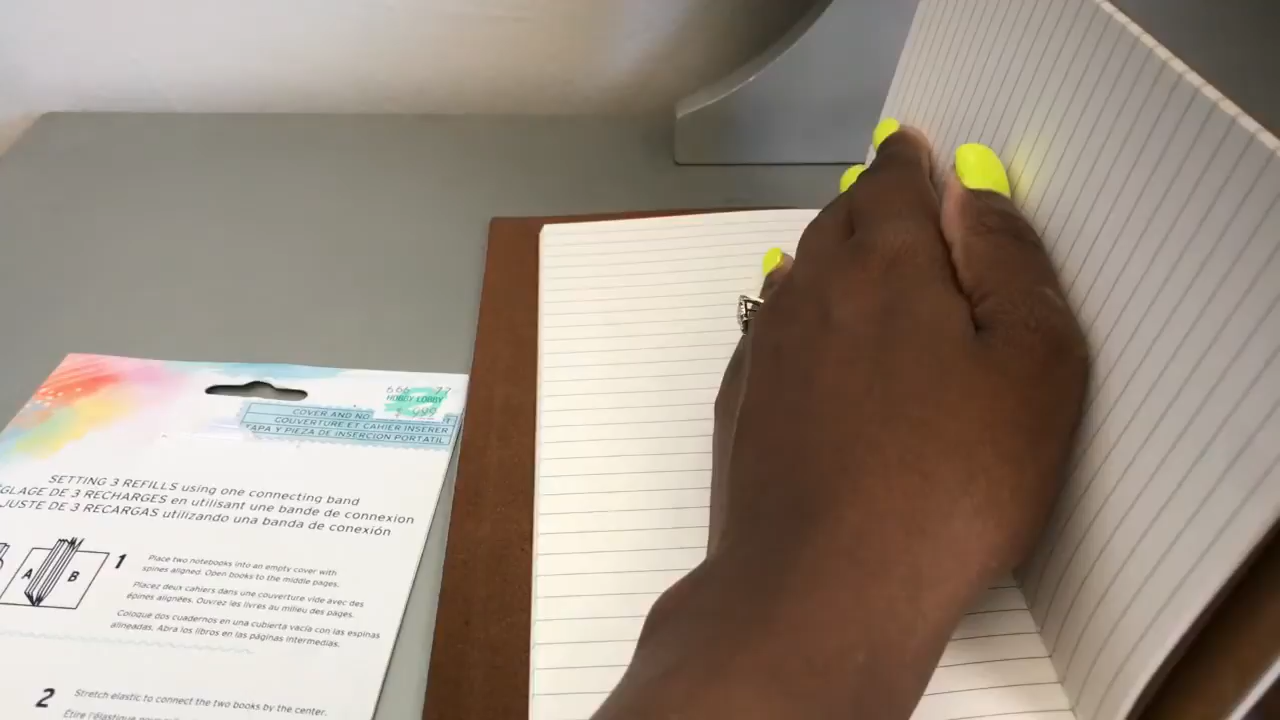 666 77
HOBBY LOBBY
$ 999
COVER AND NO
COUVERTURE ET CAHIER INSERER
TAPA Y PIEZA DE INSERCION PORTATIL
SETTING 3 REFILLS using one connecting band
GLAGE DE 3 RECHARGES en utilisant une bande de connexion
JUSTE DE 3 RECARGAS utilizando una banda de conexión
A B
1
Place two notebooks into an empty cover with
spines aligned. Open books to the middle pages.
Placez deux cahiers dans une couverture vide avec des
épines alignées. Ouvrez les livres au milieu des pages.
Coloque dos cuadernos en una cubierta vacía con las espinas
alineadas. Abra los libros en las páginas intermedias.
2
Stretch elastic to connect the two books by the center.